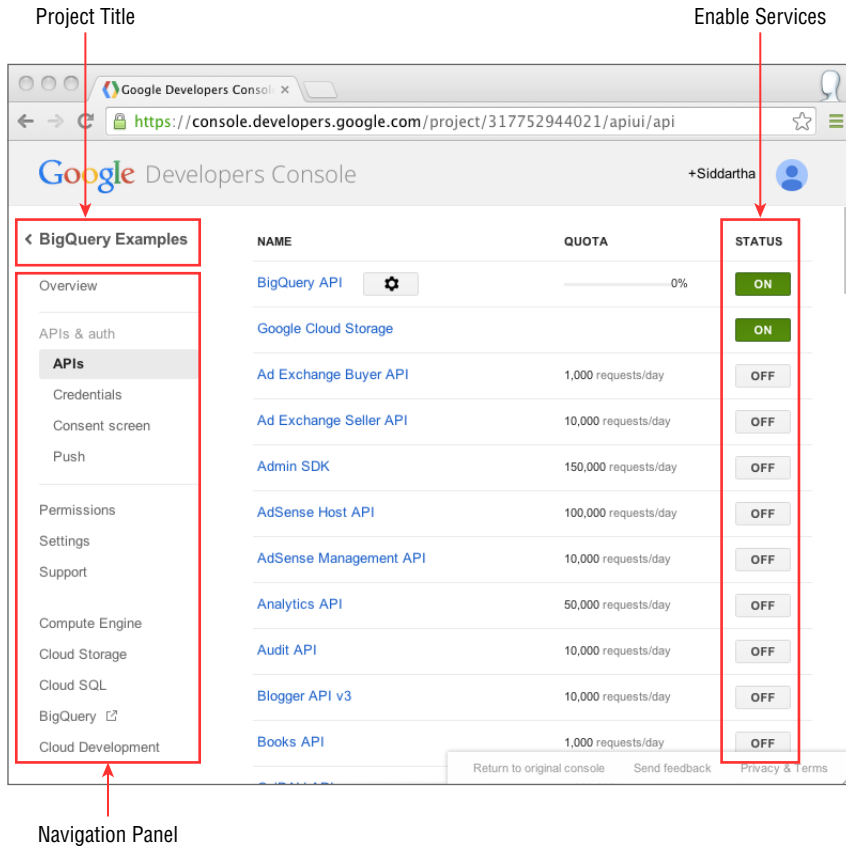 Project Title
Enable Services
Google Developers Consol
https://console.developers.google.com/project/317752944021/apiui/api
Google Developers Console
+Siddartha
BigQuery Examples
NAME QUOTA STATUS
Overview
BigQuery API 0% ON
APIs & auth
Google Cloud Storage ON
APIs
Ad Exchange Buyer API 1,000 requests/day OFF
Credentials
Consent screen
Ad Exchange Seller API 10,000 requests/day OFF
Push
Admin SDK 150,000 requests/day OFF
Permissions
AdSense Host API 100,000 requests/day OFF
Settings
Support
AdSense Management API 10,000 requests/day OFF
Compute Engine
Analytics API 50,000 requests/day OFF
Cloud Storage
Audit API 10,000 requests/day OFF
Cloud SQL
BigQuery
Blogger API v3 10,000 requests/day OFF
Cloud Development
Books API 1,000 requests/day OFF
Return to original console Send feedback Privacy & Terms
Navigation Panel